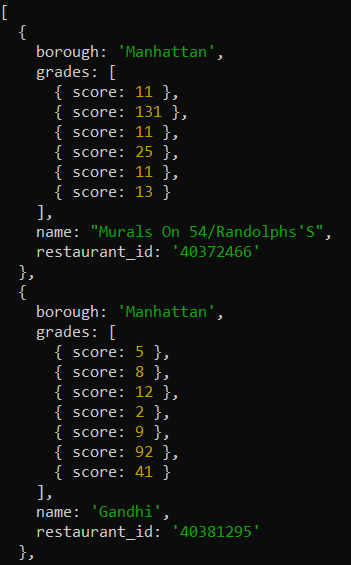 [
  {
    borough: 'Manhattan',
    grades: [
      { score: 11 },
      { score: 131 },
      { score: 11 },
      { score: 25 },
      { score: 11 },
      { score: 13 }
    ],
    name: "Murals On 54/Randolphs'S",
    restaurant_id: '40372466'
  },
  {
    borough: 'Manhattan',
    grades: [
      { score: 5 },
      { score: 8 },
      { score: 12 },
      { score: 2 },
      { score: 9 },
      { score: 92 },
      { score: 41 }
    ],
    name: 'Gandhi',
    restaurant_id: '40381295'
  },